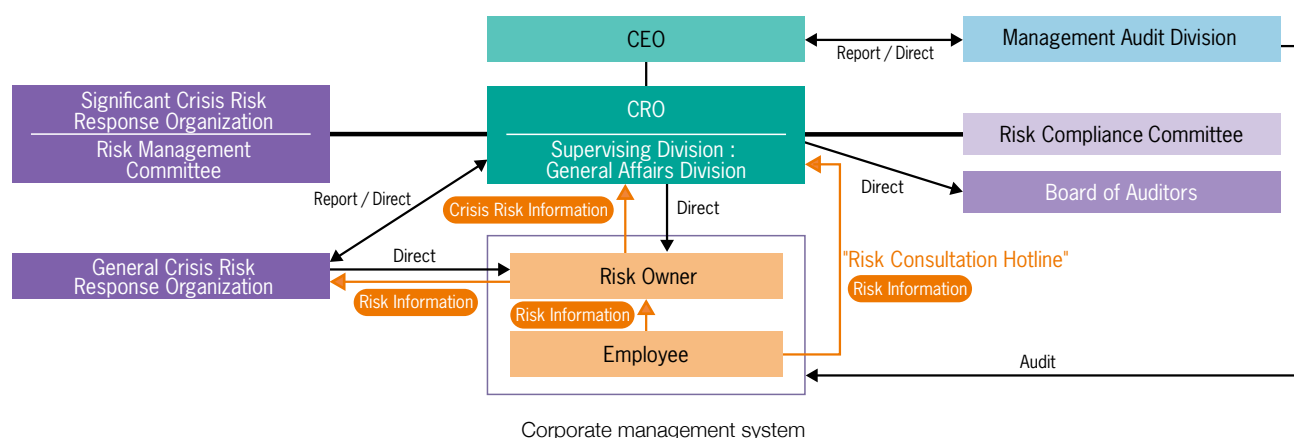 CEO
Report / Direct
Management Audit Division
Significant Crisis Risk
Response Organization
Risk Management
Committee
CRO
Supervising Division :
General Affairs Division
Risk Compliance Committee
Direct
Board of Auditors
Report / Direct
Crisis Risk Information
Direct
General Crisis Risk
Response Organization
Direct
Risk Information
Risk Owner
Risk Information
Employee
"Risk Consultation Hotline"
Risk Information
Audit
Corporate management system